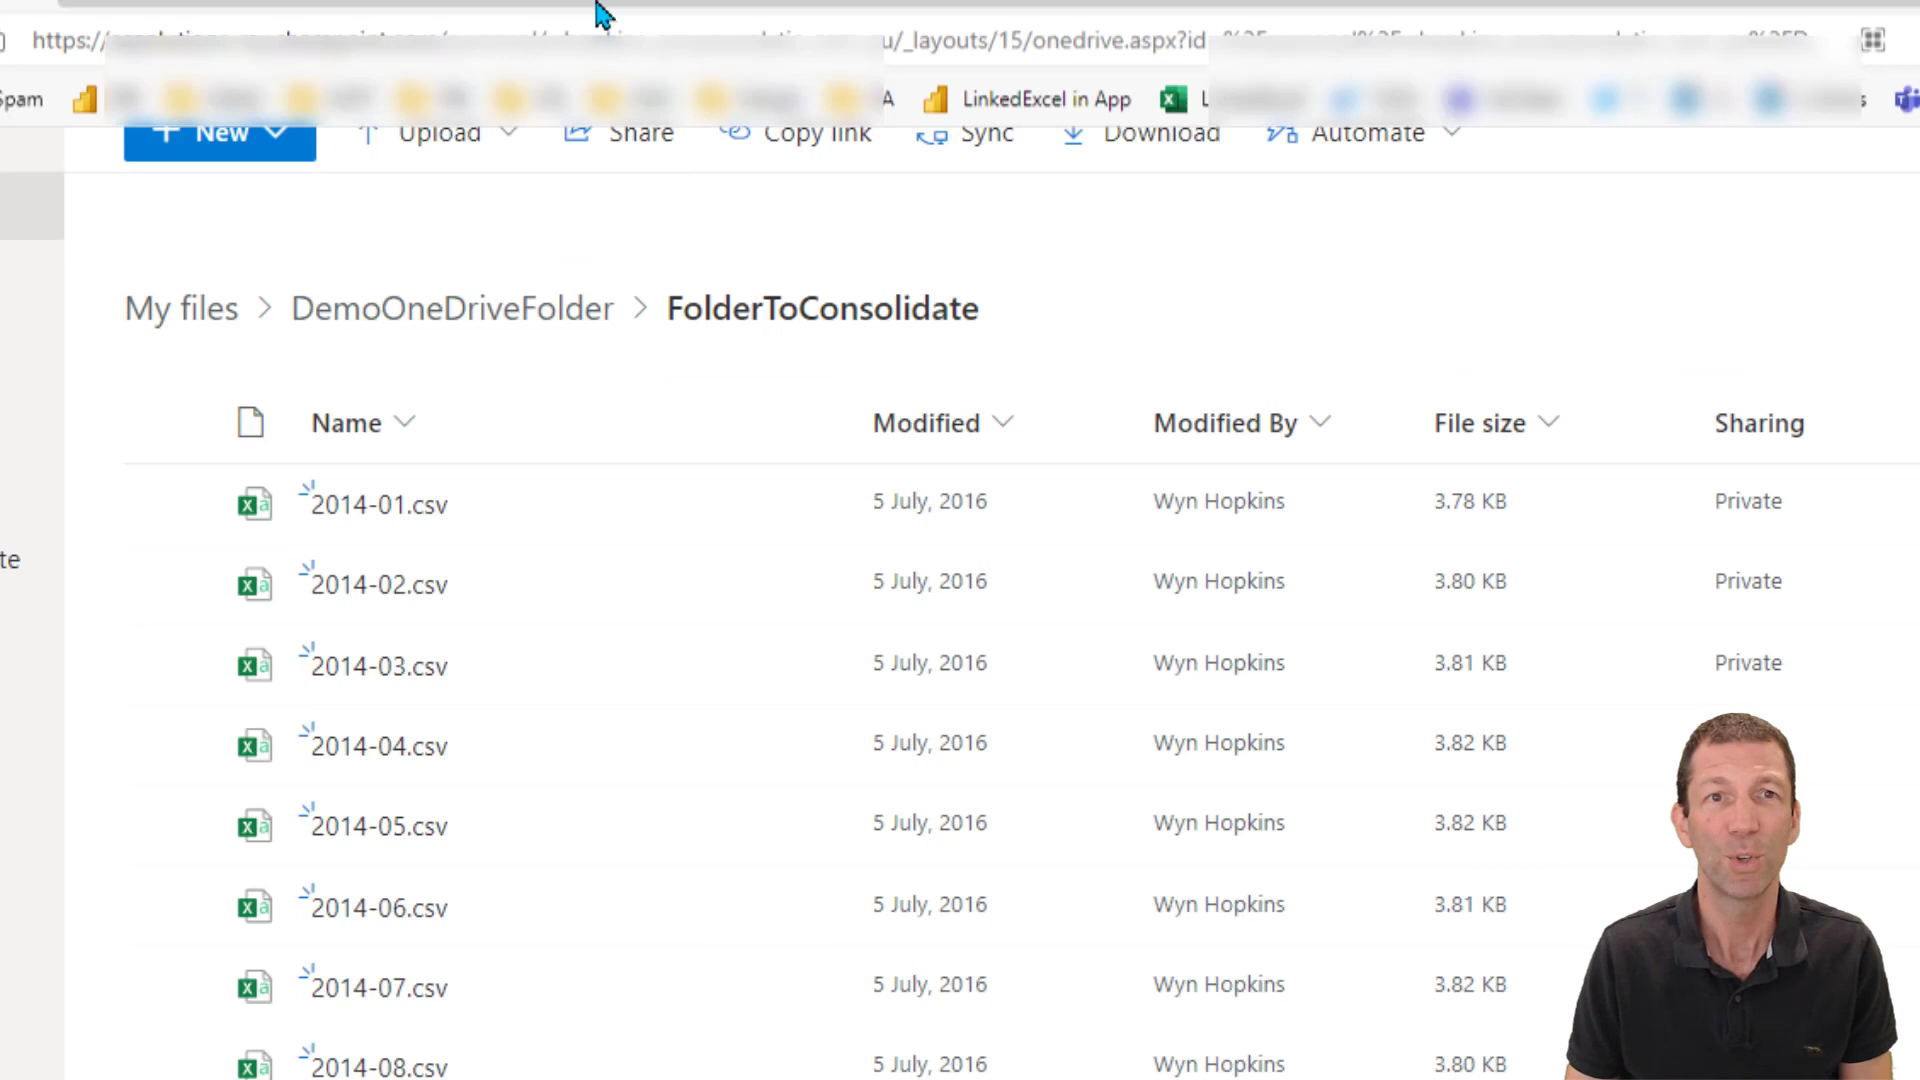 https://
u/_layouts/15/onedrive.aspx?id
Spam
A LinkedExcel in App L
s
New Upload Share Copy link Sync Download Automate
My files > DemoOneDriveFolder > FolderToConsolidate
Name Modified Modified By File size Sharing
2014-01.csv 5 July, 2016 Wyn Hopkins 3.78 KB Private
2014-02.csv 5 July, 2016 Wyn Hopkins 3.80 KB Private
te
2014-03.csv 5 July, 2016 Wyn Hopkins 3.81 KB Private
2014-04.csv 5 July, 2016 Wyn Hopkins 3.82 KB
2014-05.csv 5 July, 2016 Wyn Hopkins 3.82 KB
2014-06.csv 5 July, 2016 Wyn Hopkins 3.81 KB
2014-07.csv 5 July, 2016 Wyn Hopkins 3.82 KB
2014-08.csv 5 July, 2016 Wyn Hopkins 3.80 KB